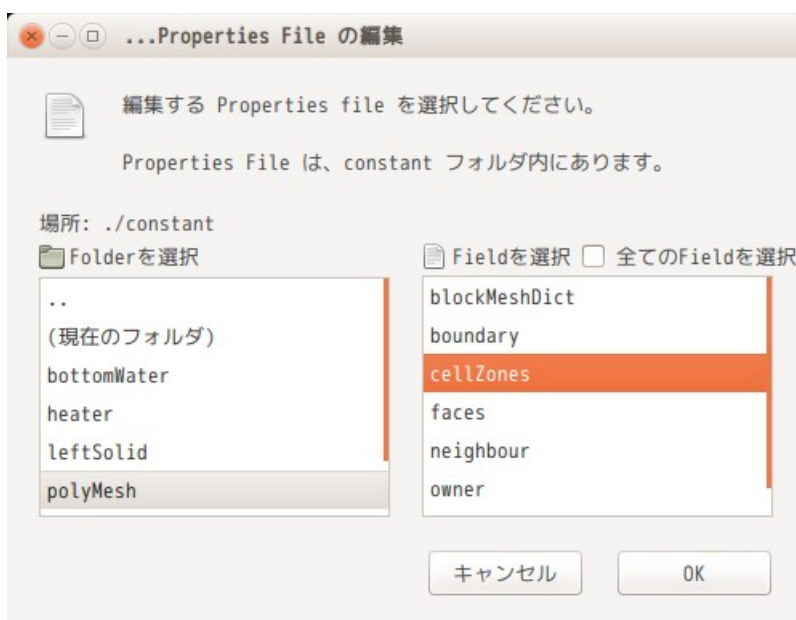 ...Properties File の編集
編集する Properties file を選択してください。
Properties File は、constant フォルダ内にあります。
場所: ./constant
Folderを選択
..
(現在のフォルダ)
bottomWater
heater
leftSolid
polyMesh
Fieldを選択 全てのFieldを選択
blockMeshDict
boundary
cellZones
faces
neighbour
owner
キャンセル OK